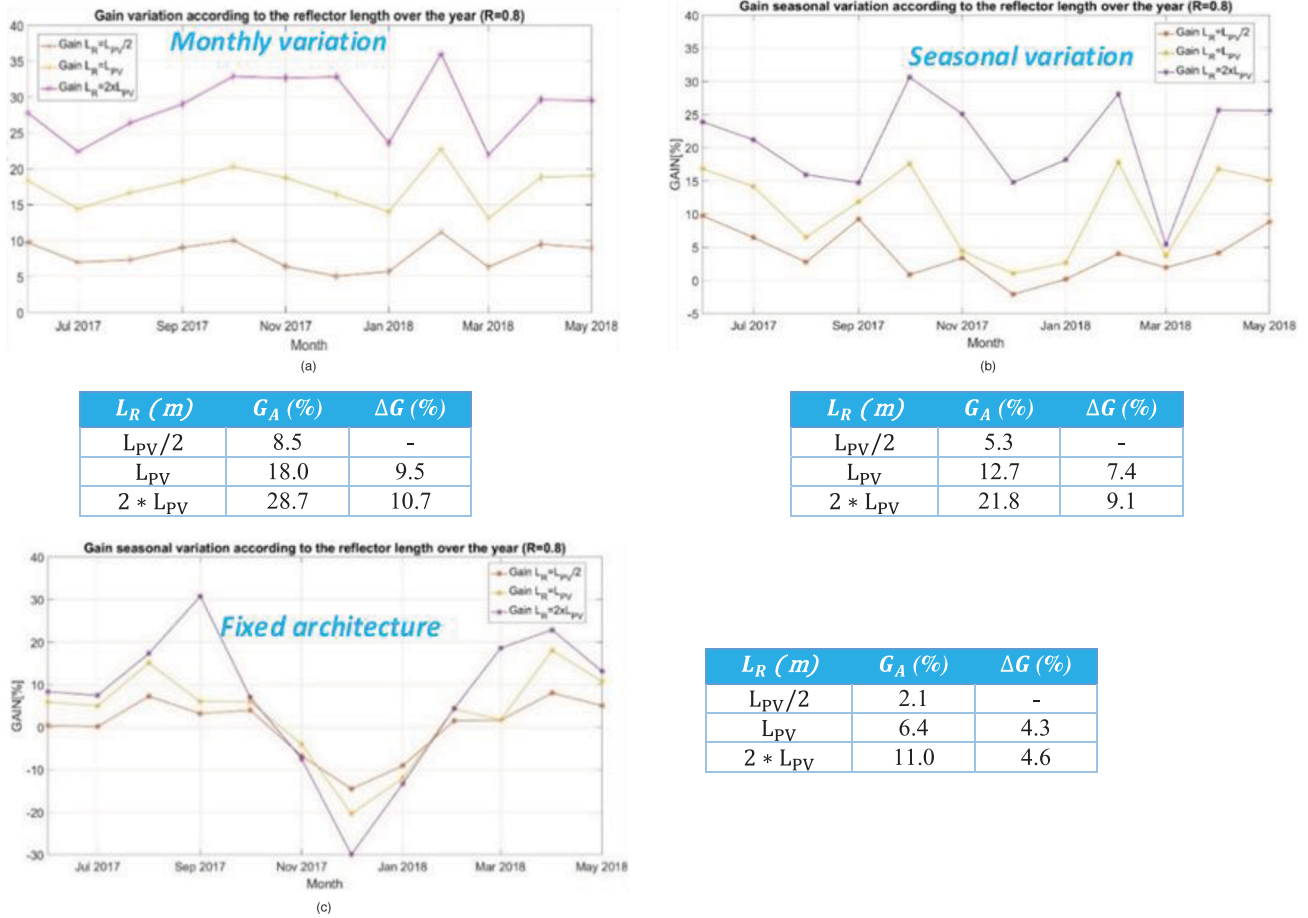 Gain variation according to the reflector length over the year (R=0.8)
Monthly variation
Gain L_R=L_PV/2
Gain L_R=L_PV
Gain L_R=2xL_PV
40
35
30
25
20
15
10
5
0
Jul 2017 Sep 2017 Nov 2017 Jan 2018 Mar 2018 May 2018
Month
(a)
Gain seasonal variation according to the reflector length over the year (R=0.8)
Seasonal variation
Gain L_R=L_PV/2
Gain L_R=L_PV
Gain L_R=2xL_PV
GAIN[%]
40
35
30
25
20
15
10
5
0
-5
Jul 2017 Sep 2017 Nov 2017 Jan 2018 Mar 2018 May 2018
Month
(b)
L_R (m) G_A (%) ΔG (%)
L_PV/2 8.5 -
L_PV 18.0 9.5
2 * L_PV 28.7 10.7
L_R (m) G_A (%) ΔG (%)
L_PV/2 5.3 -
L_PV 12.7 7.4
2 * L_PV 21.8 9.1
Gain seasonal variation according to the reflector length over the year (R=0.8)
Fixed architecture
Gain L_R=L_PV/2
Gain L_R=L_PV
Gain L_R=2xL_PV
GAIN[%]
40
30
20
10
0
-10
-20
-30
Jul 2017 Sep 2017 Nov 2017 Jan 2018 Mar 2018 May 2018
Month
(c)
L_R (m) G_A (%) ΔG (%)
L_PV/2 2.1 -
L_PV 6.4 4.3
2 * L_PV 11.0 4.6